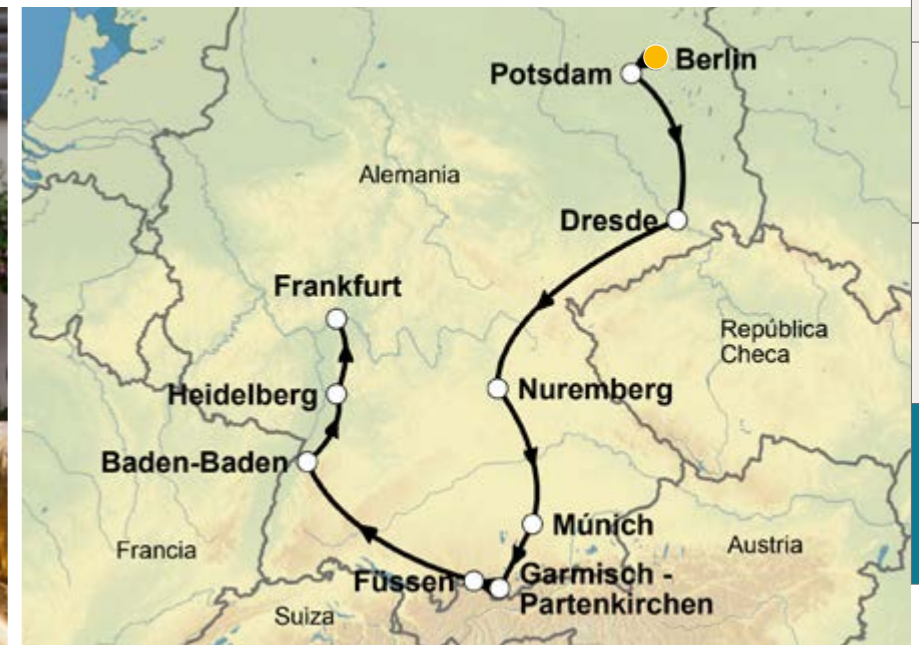 Berlin
Potsdam
Alemania
Dresde
Frankfurt
República
Checa
Heidelberg
Nuremberg
Baden-Baden
Múnich
Francia
Austria
Füssen
Garmisch -
Partenkirchen
Suiza